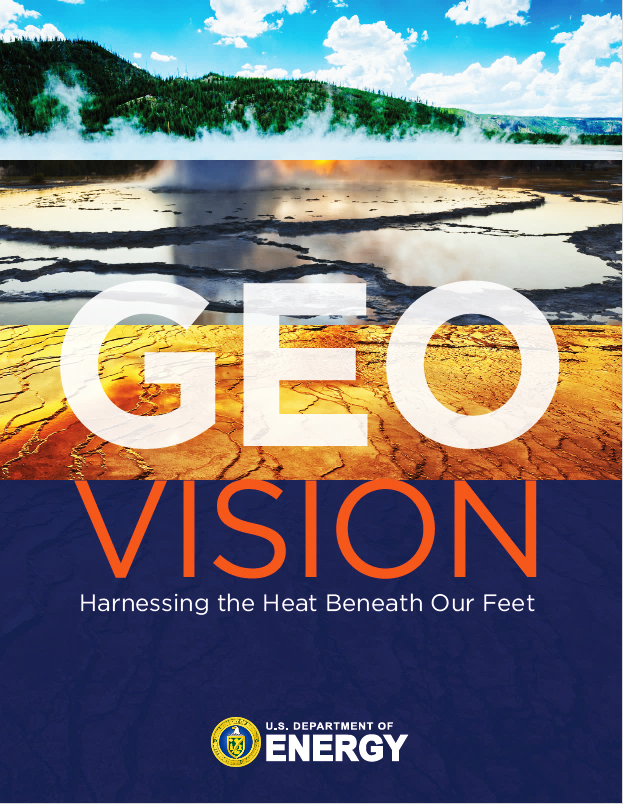 GEO
VISION
Harnessing the Heat Beneath Our Feet
U.S. DEPARTMENT OF
ENERGY